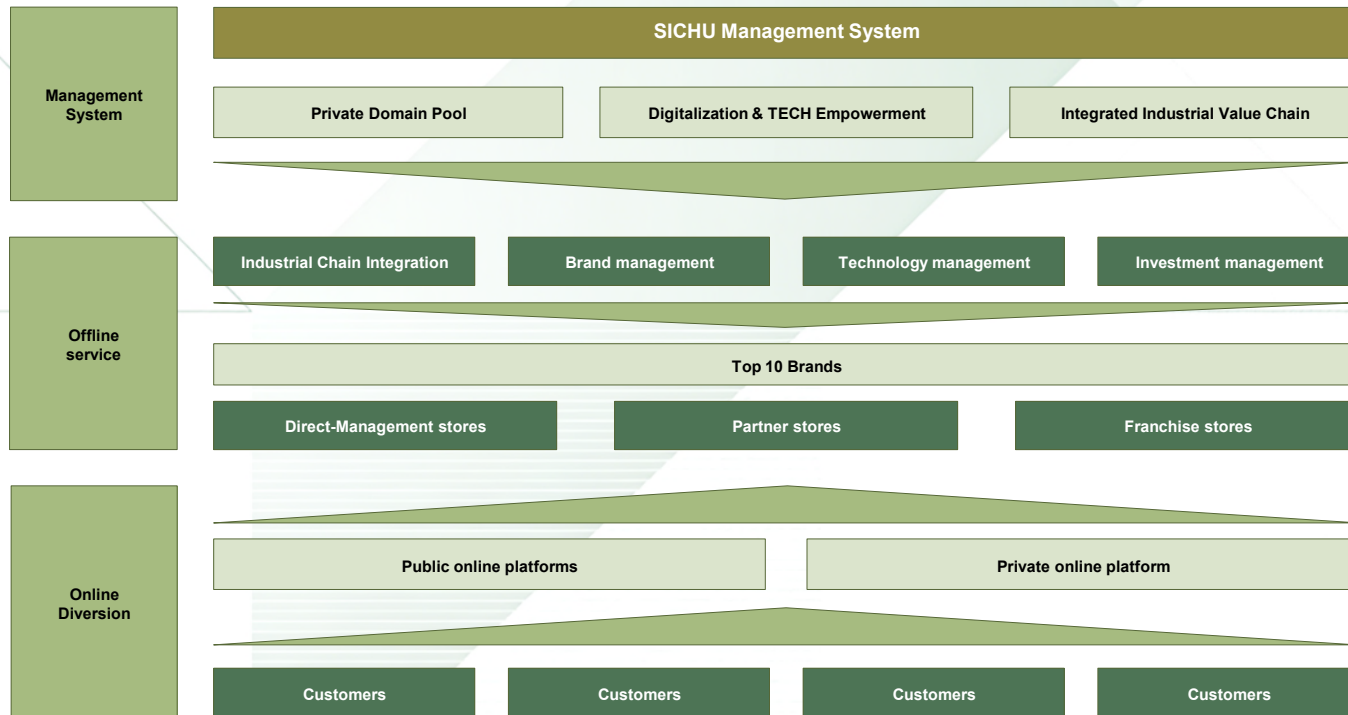 SICHU Management System
Management
System
Private Domain Pool
Digitalization & TECH Empowerment
Integrated Industrial Value Chain
Industrial Chain Integration
Brand management
Technology management
Investment management
Offline
service
Top 10 Brands
Direct-Management stores
Partner stores
Franchise stores
Online
Diversion
Public online platforms
Private online platform
Customers
Customers
Customers
Customers